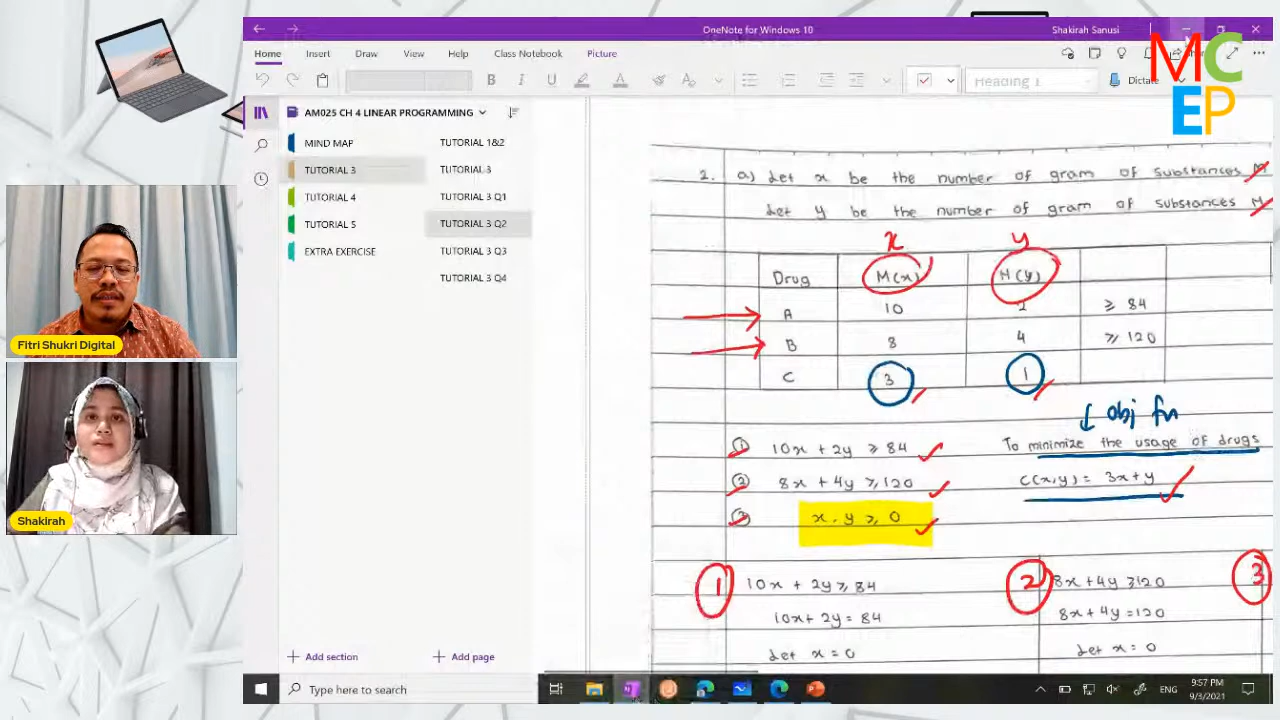 OneNote for Windows 10
Shakirah Sanusi
Home Insert Draw View Help Class Notebook Picture
Heading 1
Dictate
MC
EP
AM025 CH 4 LINEAR PROGRAMMING
MIND MAP
TUTORIAL 3
TUTORIAL 4
TUTORIAL 5
EXTRA EXERCISE
TUTORIAL 1&2
TUTORIAL 3
TUTORIAL 3 Q1
TUTORIAL 3 Q2
TUTORIAL 3 Q3
TUTORIAL 3 Q4
2. a) Let x be the number of gram of substances M
Let y be the number of gram of substances
x y
Drug M(x) N(y)
A 10 2 ≥ 84
B 8 4 ≥ 120
C 3 1
obj fn
① 10x + 2y ≥ 84 To minimize the usage of drugs
② 8x + 4y ≥ 120 C(x,y) = 3x+y
③ x, y ≥ 0
1 10x + 2y ≥ 84 2 8x + 4y ≥ 120 3
10x + 2y = 84 8x + 4y = 120
Let x = 0 Let x = 0
Fitri Shukri Digital
Shakirah
+ Add section + Add page
Type here to search
ENG
9:57 PM
9/3/2021